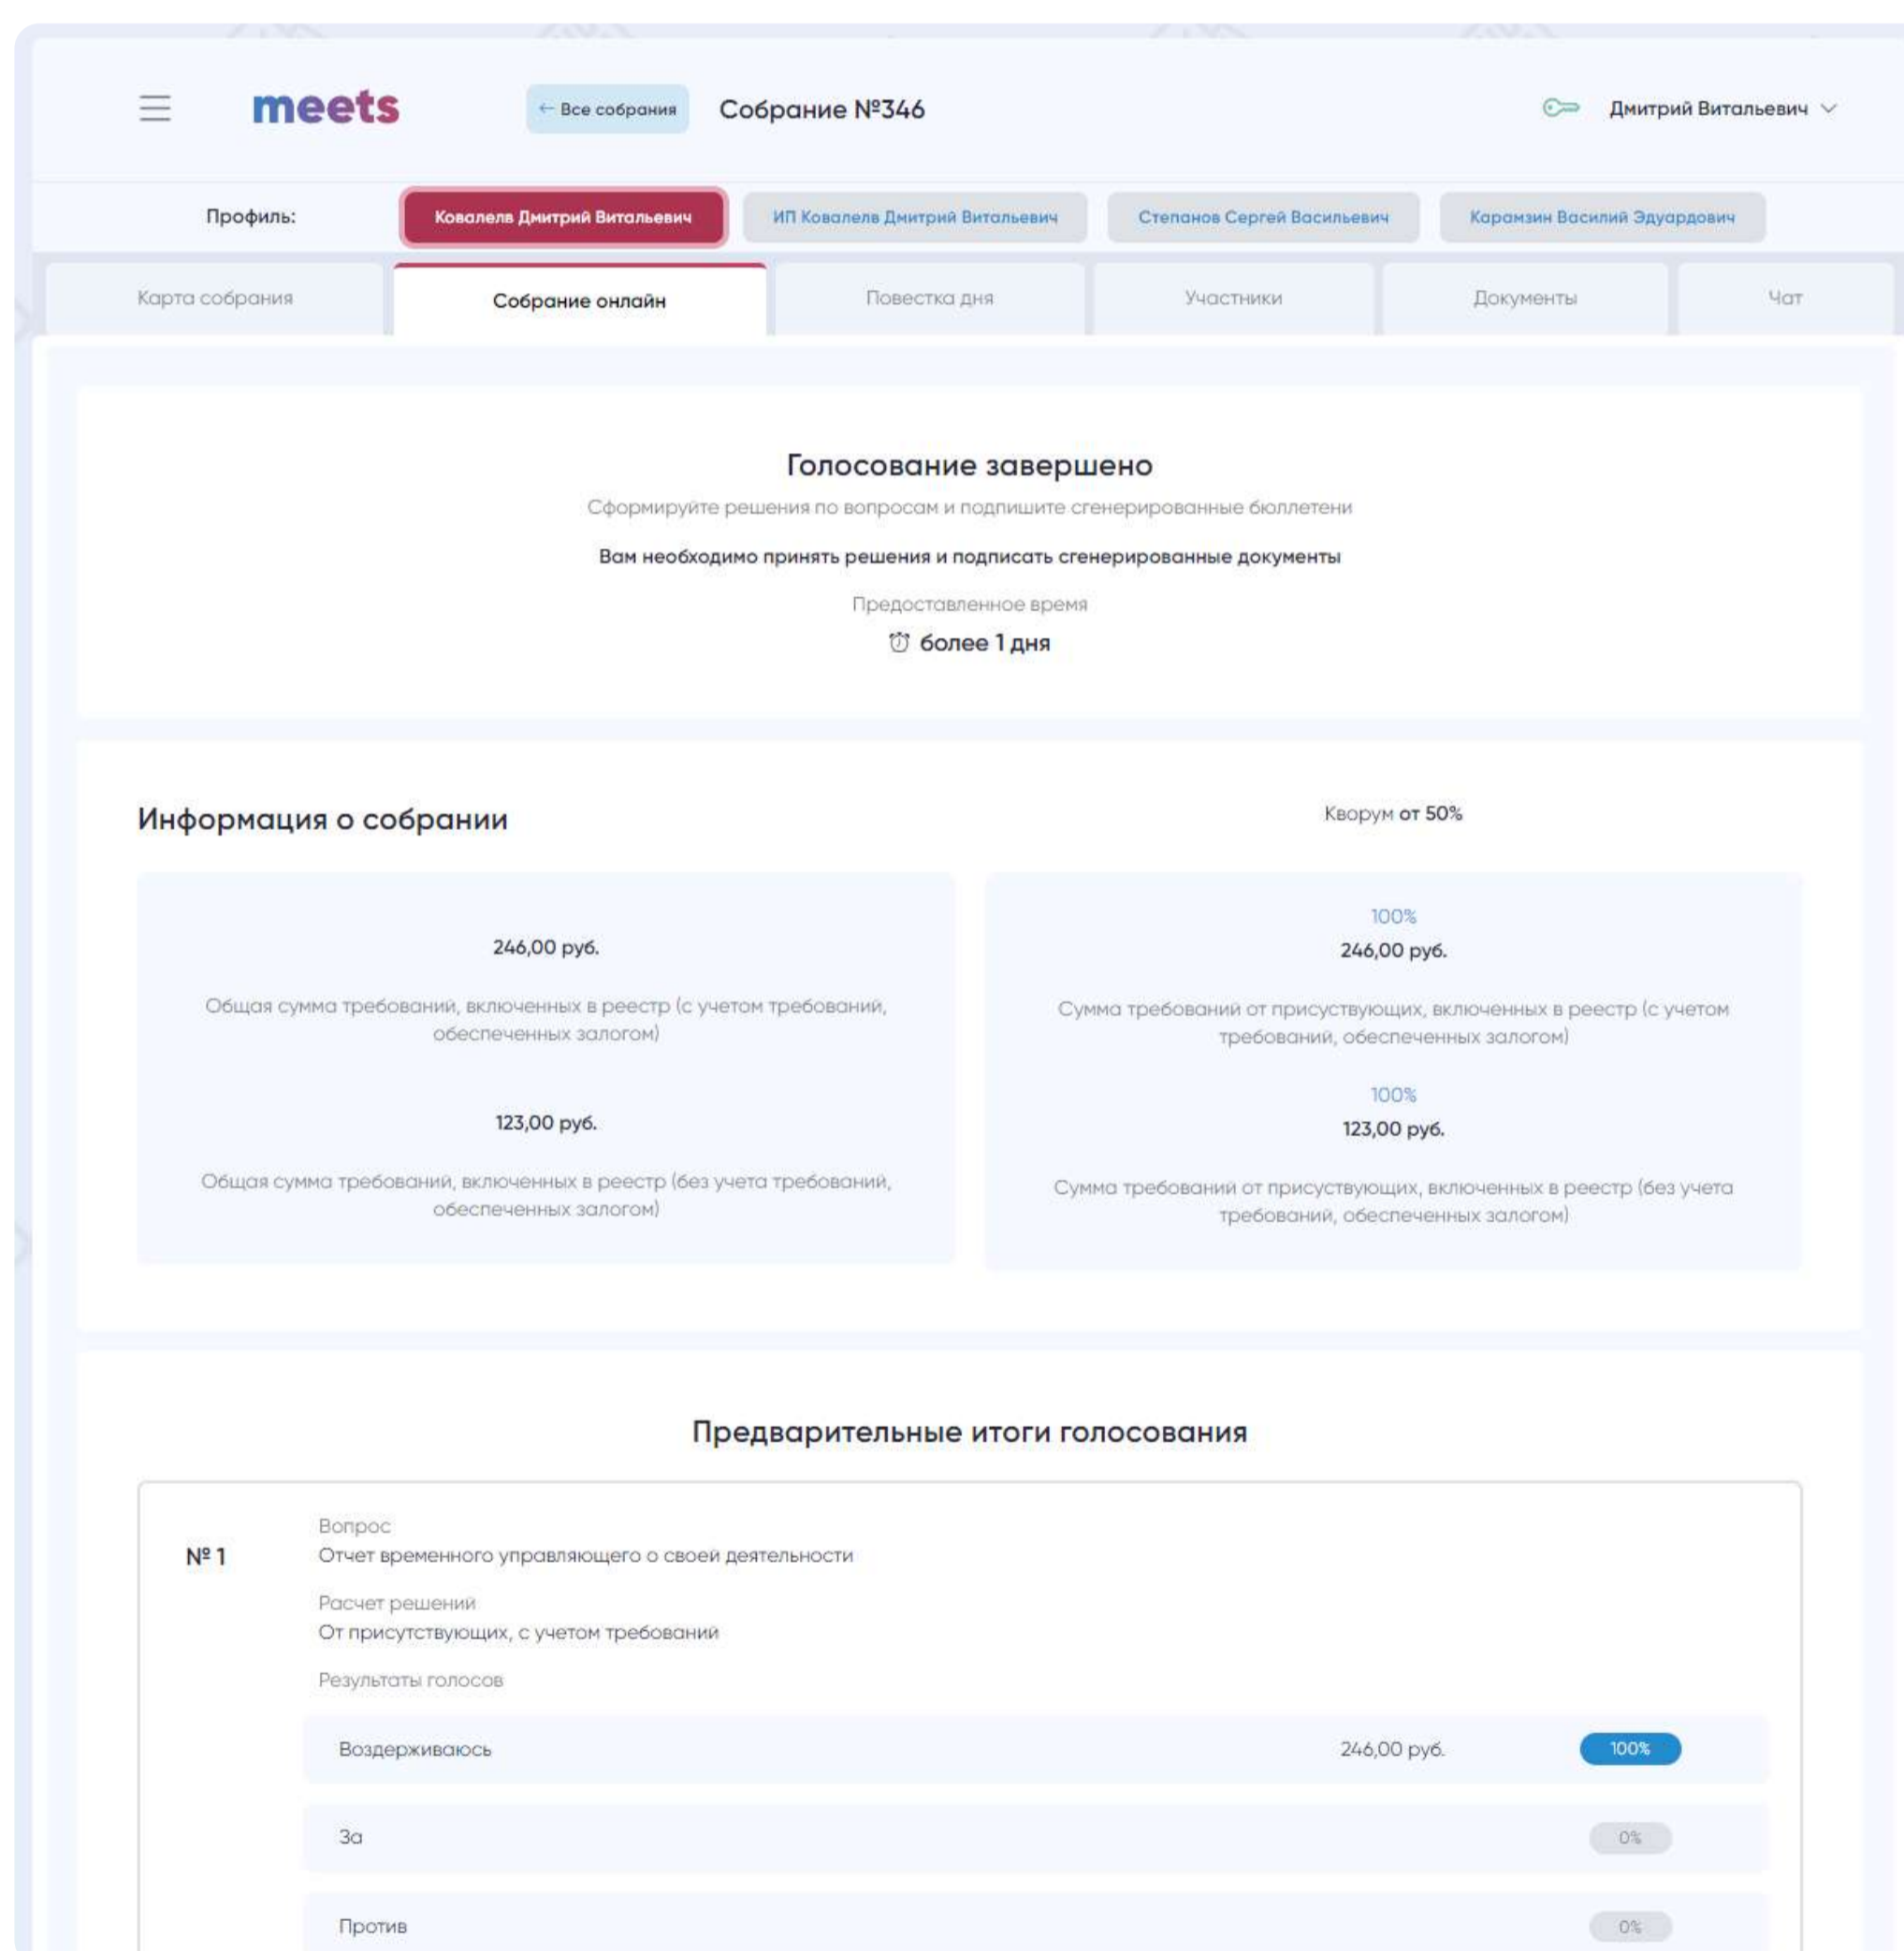 meets
← Все собрания
Собрание №346
Дмитрий Витальевич
Профиль:
Ковалелв Дмитрий Витальевич
ИП Ковалелв Дмитрий Витальевич
Степанов Сергей Васильевич
Карамзин Василий Эдуардович
Карта собрания
Собрание онлайн
Повестка дня
Участники
Документы
Чат
Голосование завершено
Сформируйте решения по вопросам и подпишите сгенерированные бюллетени
Вам необходимо принять решения и подписать сгенерированные документы
Предоставленное время
более 1 дня
Информация о собрании
Кворум от 50%
246,00 руб.
Общая сумма требований, включенных в реестр (с учетом требований,
обеспеченных залогом)
123,00 руб.
Общая сумма требований, включенных в реестр (без учета требований,
обеспеченных залогом)
100%
246,00 руб.
Сумма требований от присуствующих, включенных в реестр (с учетом
требований, обеспеченных залогом)
100%
123,00 руб.
Сумма требований от присуствующих, включенных в реестр (без учета
требований, обеспеченных залогом)
Предварительные итоги голосования
№ 1
Вопрос
Отчет временного управляющего о своей деятельности
Расчет решений
От присутствующих, с учетом требований
Результаты голосов
Воздерживаюсь 246,00 руб. 100%
За 0%
Против 0%